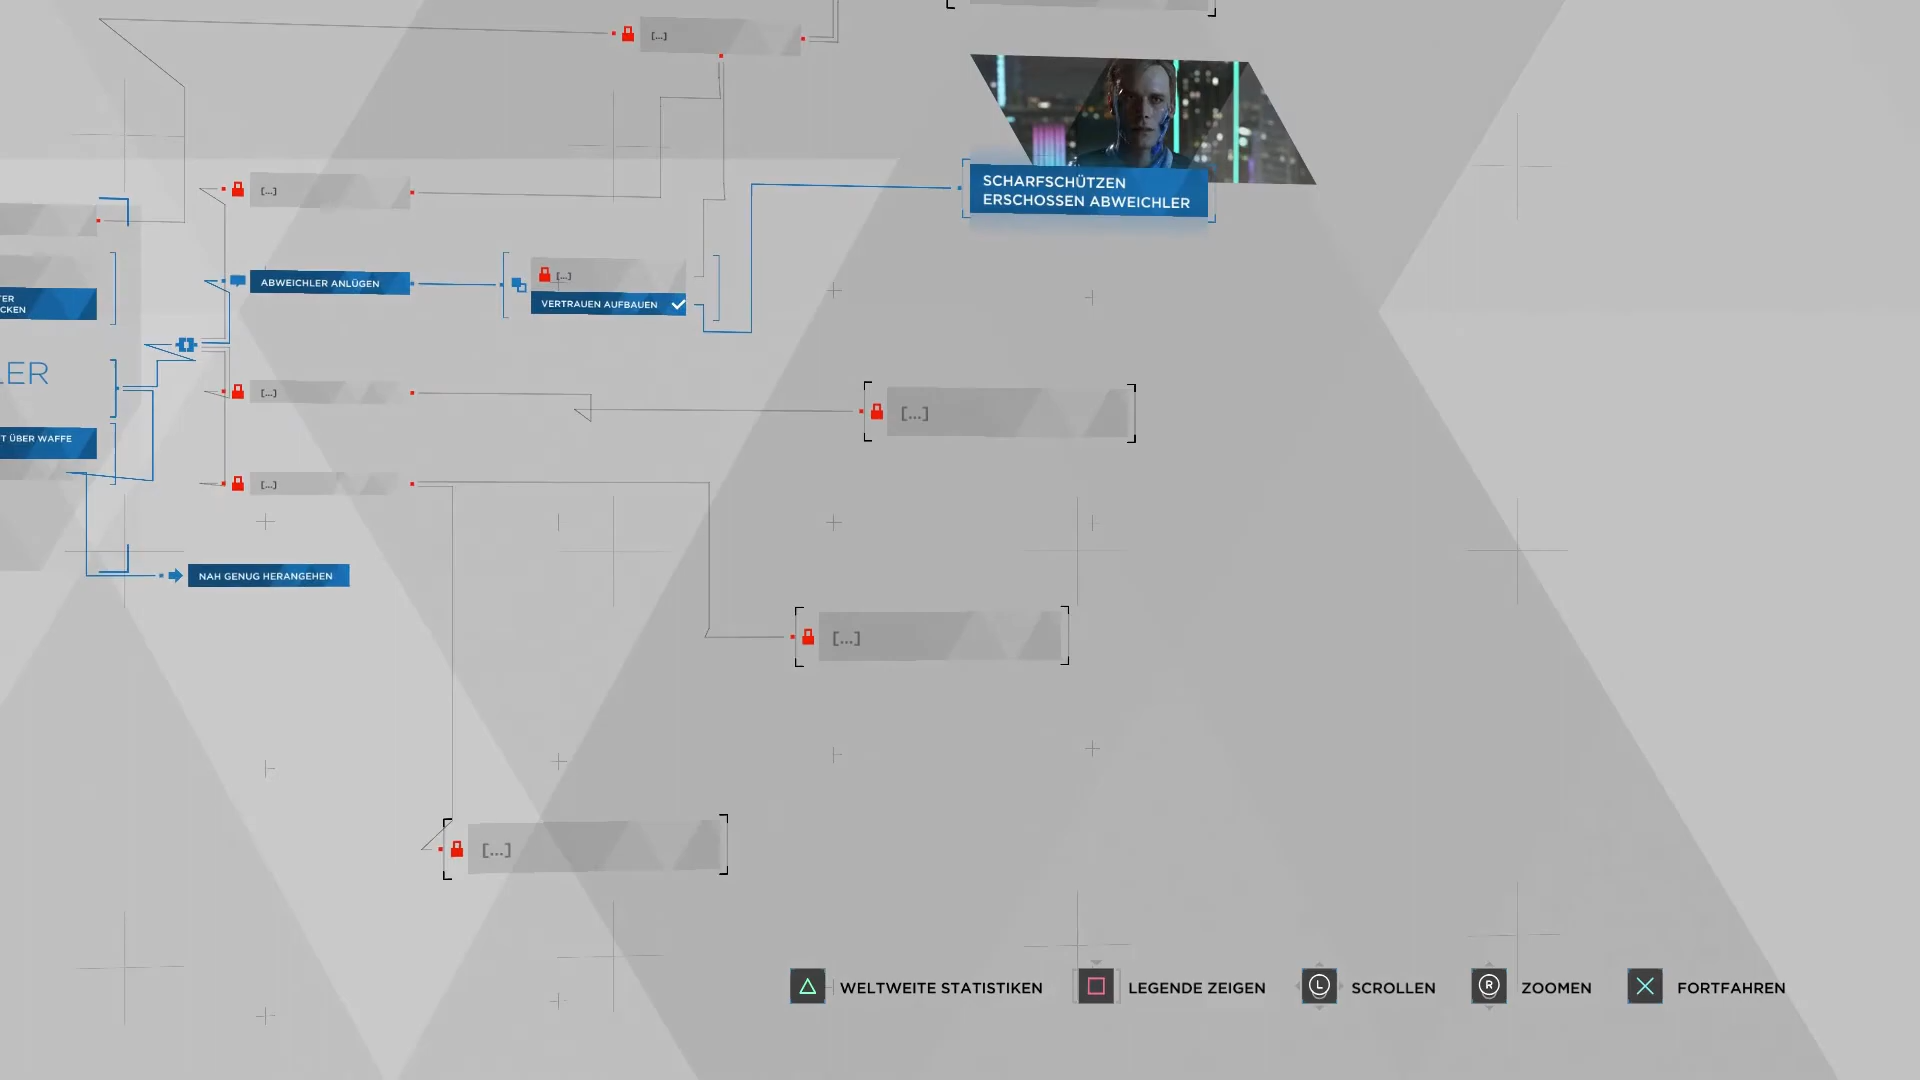 [...]
SCHARFSCHÜTZEN
ERSCHOSSEN ABWEICHLER
[...]
ABWEICHLER ANLÜGEN
[...]
VERTRAUEN AUFBAUEN
TER
CKEN
LER
[...]
[...]
T ÜBER WAFFE
[...]
NAH GENUG HERANGEHEN
[...]
[...]
WELTWEITE STATISTIKEN
LEGENDE ZEIGEN
L SCROLLEN
R ZOOMEN
FORTFAHREN